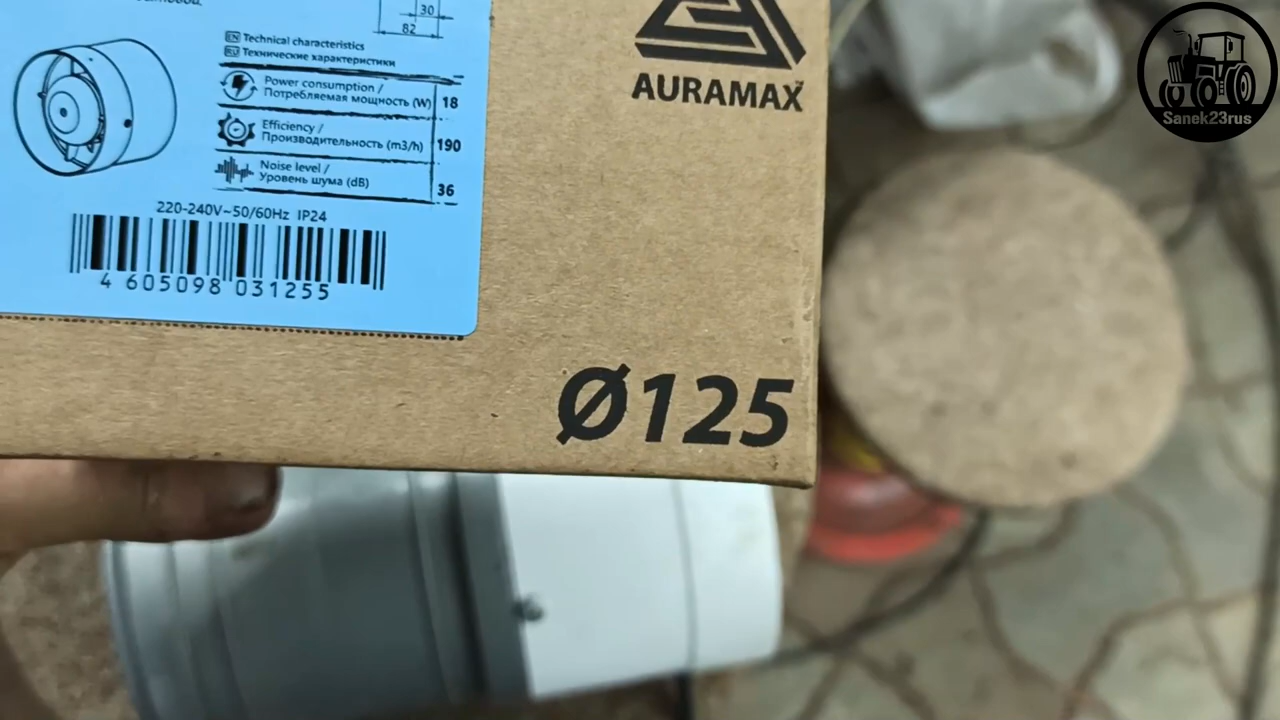 30
82
EN Technical characteristics
RU Технические характеристики
Power consumption /
Потребляемая мощность (W) 18
Efficiency /
Производительность (m3/h) 190
Noise level /
Уровень шума (dB) 36
220-240V~50/60Hz IP24
4 605098 031255
AURAMAX
Ø125
Sanek23rus